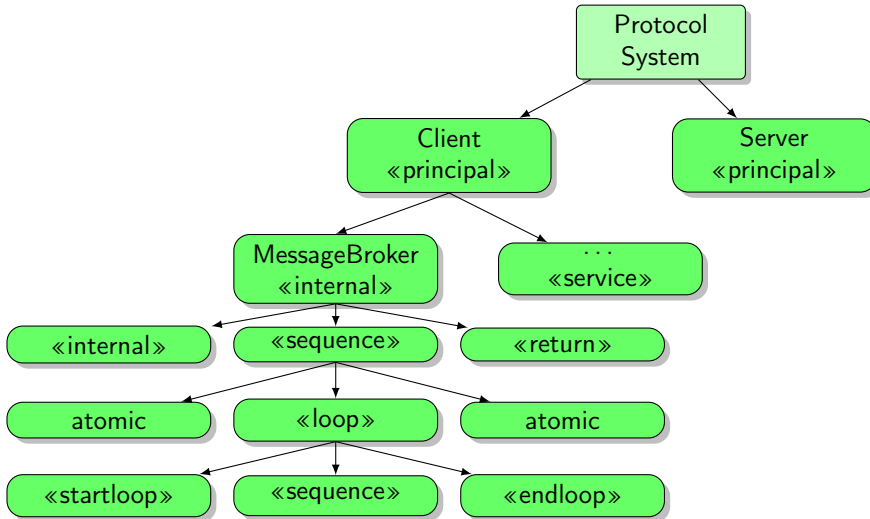 Protocol
System
Client
«principal»
Server
«principal»
MessageBroker
«internal»
...
«service»
«internal»
«sequence»
«return»
atomic
«loop»
atomic
«startloop»
«sequence»
«endloop»